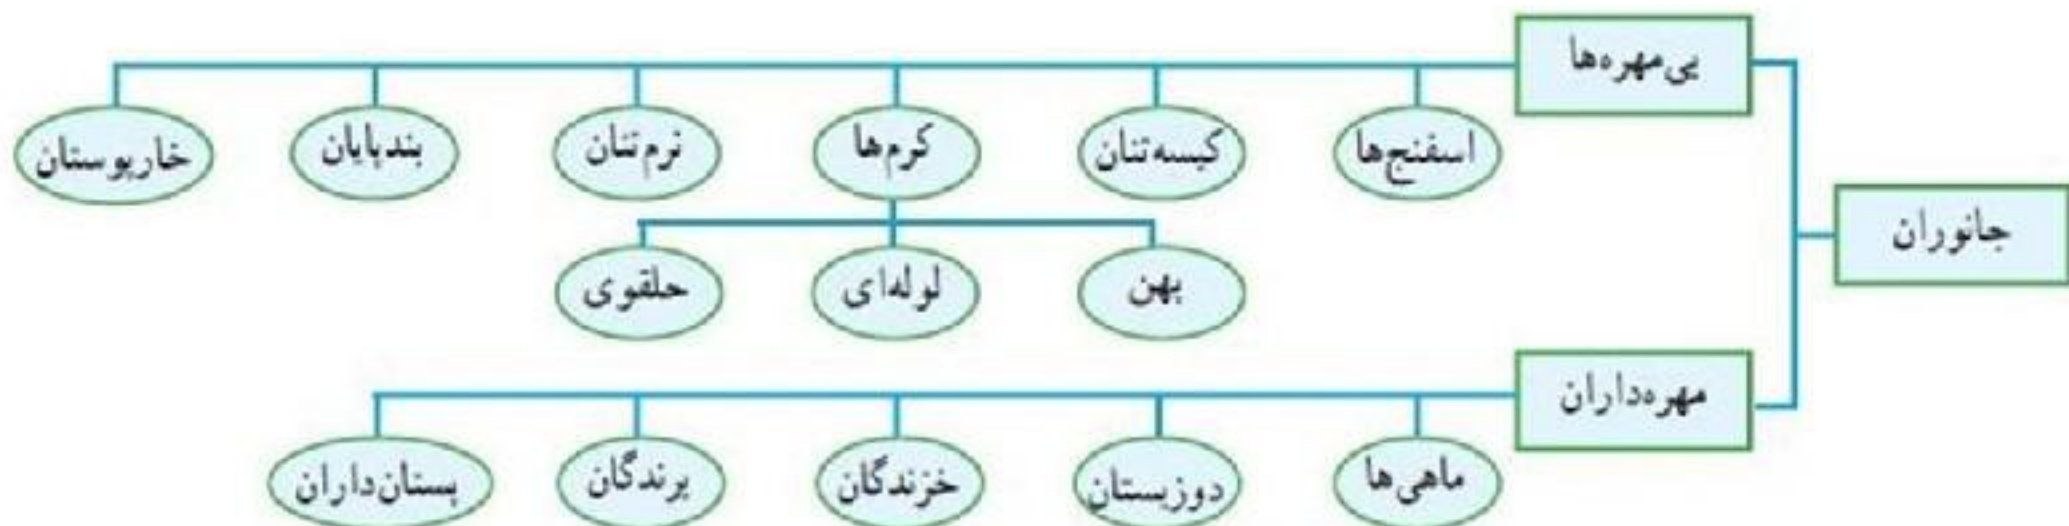 جانوران
بی‌مهره‌ها
اسفنج‌ها
کیسه‌تنان
کرم‌ها
نرم‌تنان
بندپایان
خارپوستان
پهن
لوله‌ای
حلقوی
مهره‌داران
ماهی‌ها
دوزیستان
خزندگان
پرندگان
پستان‌داران